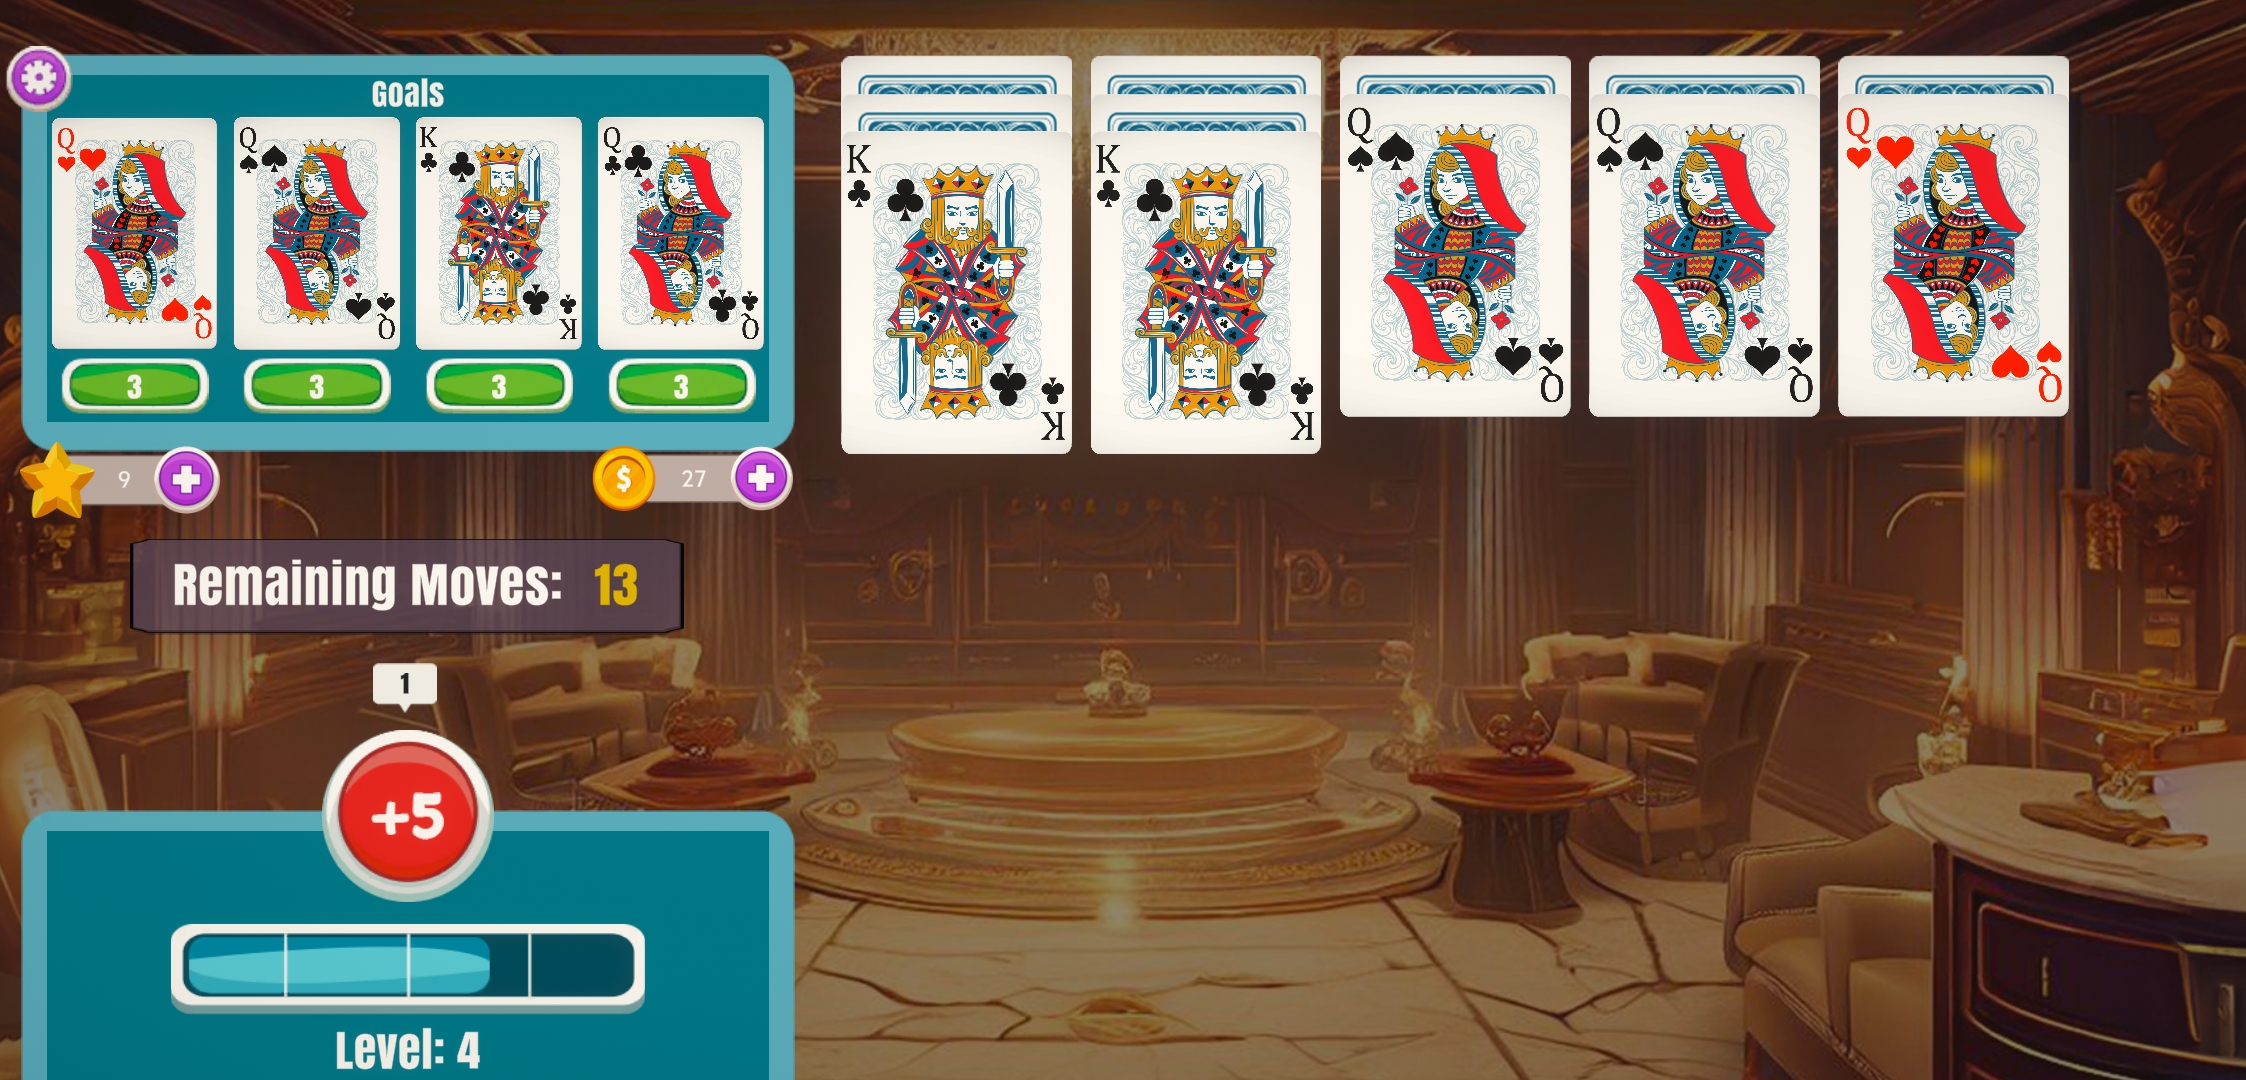 Goals
Q Q K Q
Q Q K Q
3 3 3 3
9 27
Remaining Moves: 13
1
+5
Level: 4
K K Q Q Q
K K Q Q Q